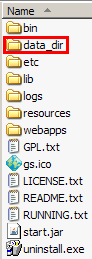 Name
bin
data_dir
etc
lib
logs
resources
webapps
GPL.txt
gs.ico
LICENSE.txt
README.txt
RUNNING.txt
start.jar
uninstall.exe